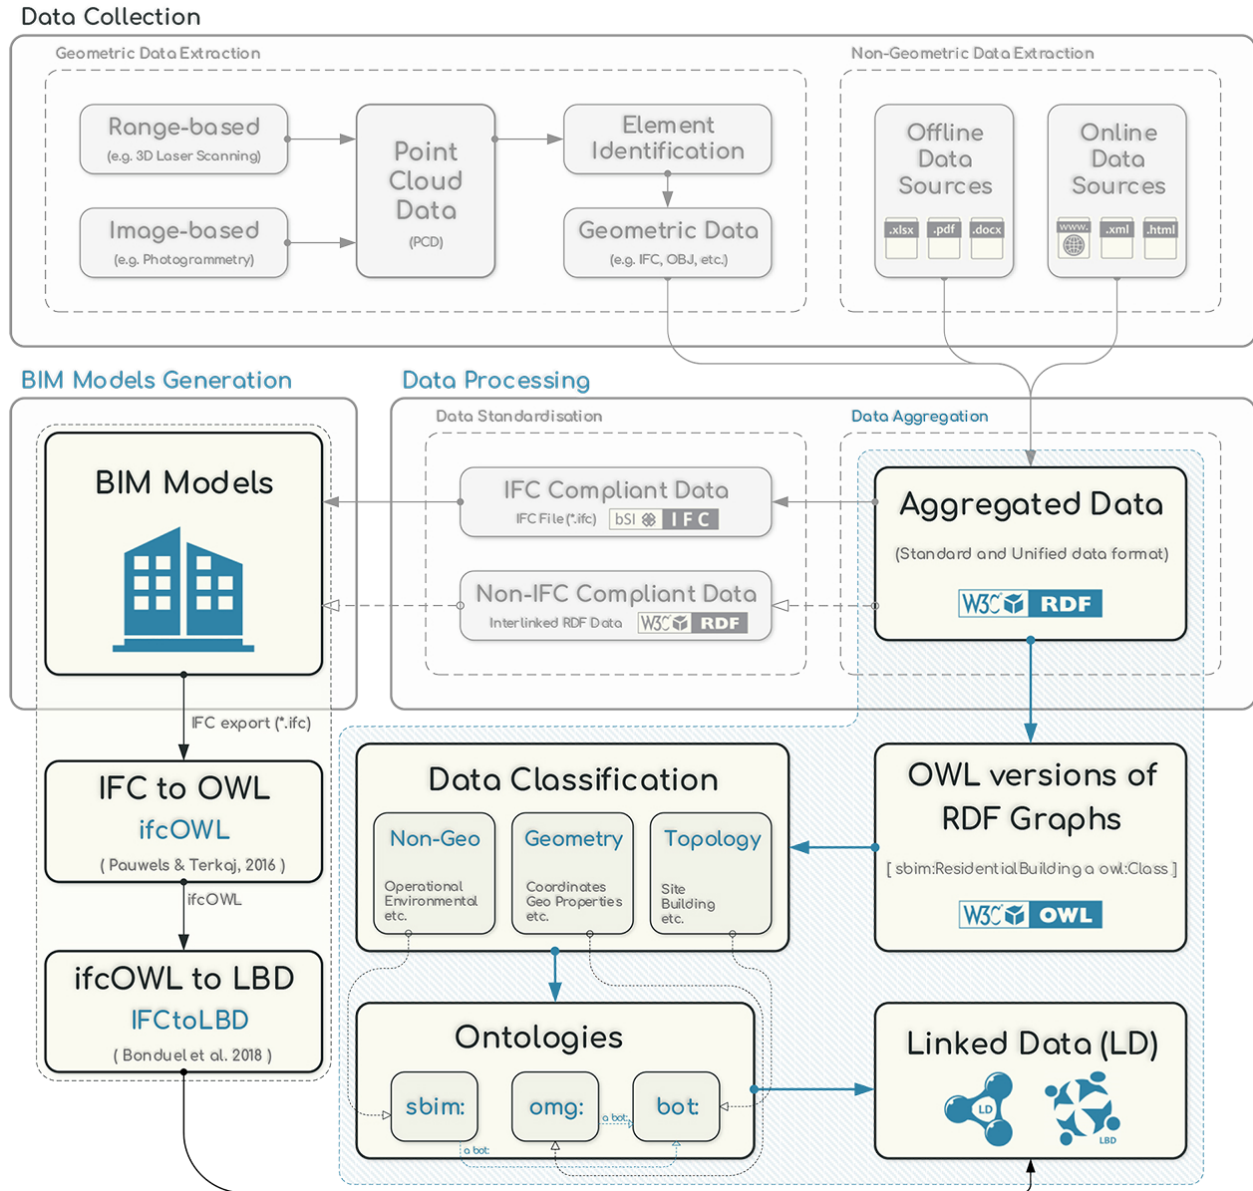 Data Collection
Geometric Data Extraction
Non-Geometric Data Extraction
Range-based
(e.g. 3D Laser Scanning)
Image-based
(e.g. Photogrammetry)
Point
Cloud
Data
(PCD)
Element
Identification
Geometric Data
(e.g. IFC, OBJ, etc.)
Offline
Data
Sources
.xlsx
.pdf
.docx
Online
Data
Sources
www.
.xml
.html
BIM Models Generation
Data Processing
Data Standardisation
Data Aggregation
BIM Models
IFC Compliant Data
IFC File (*.ifc)
bSI IFC
Non-IFC Compliant Data
Interlinked RDF Data
W3C RDF
Aggregated Data
(Standard and Unified data format)
W3C RDF
IFC export (*.ifc)
IFC to OWL
ifcOWL
( Pauwels & Terkaj, 2016 )
ifcOWL
ifcOWL to LBD
IFCtoLBD
( Bonduel et al. 2018 )
Data Classification
Non-Geo
Operational
Environmental
etc.
Geometry
Coordinates
Geo Properties
etc.
Topology
Site
Building
etc.
OWL versions of
RDF Graphs
[ sbim:ResidentialBuilding a owl:Class ]
W3C OWL
Ontologies
sbim:
omg:
bot:
a bot:
a bot:
Linked Data (LD)
LD
LBD